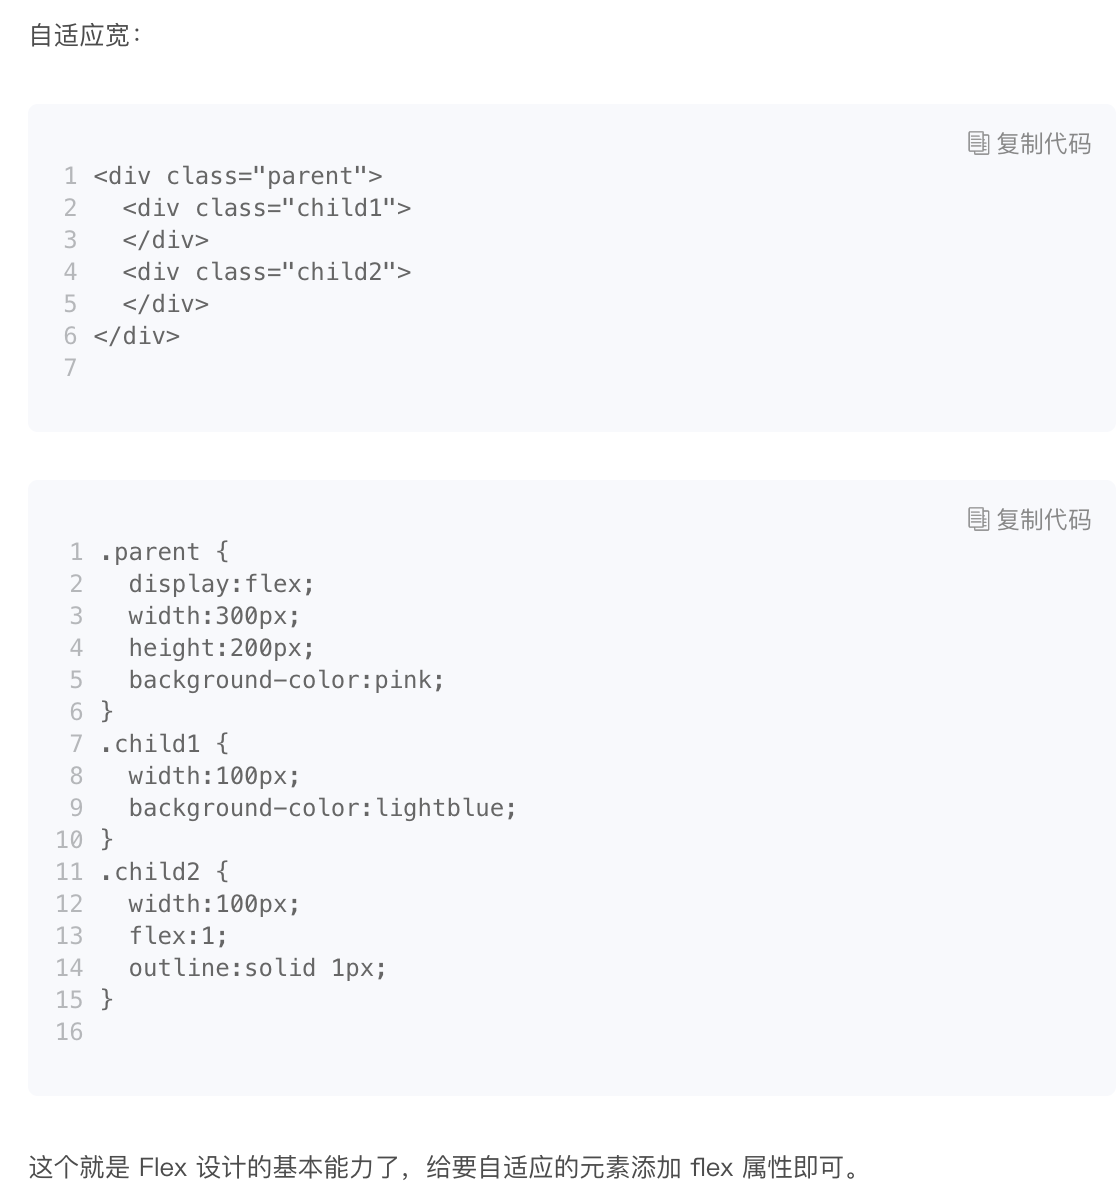 自适应宽：
复制代码
1 <div class="parent">
2   <div class="child1">
3   </div>
4   <div class="child2">
5   </div>
6 </div>
7
复制代码
1 .parent {
2   display:flex;
3   width:300px;
4   height:200px;
5   background-color:pink;
6 }
7 .child1 {
8   width:100px;
9   background-color:lightblue;
10 }
11 .child2 {
12   width:100px;
13   flex:1;
14   outline:solid 1px;
15 }
16
这个就是 Flex 设计的基本能力了，给要自适应的元素添加 flex 属性即可。